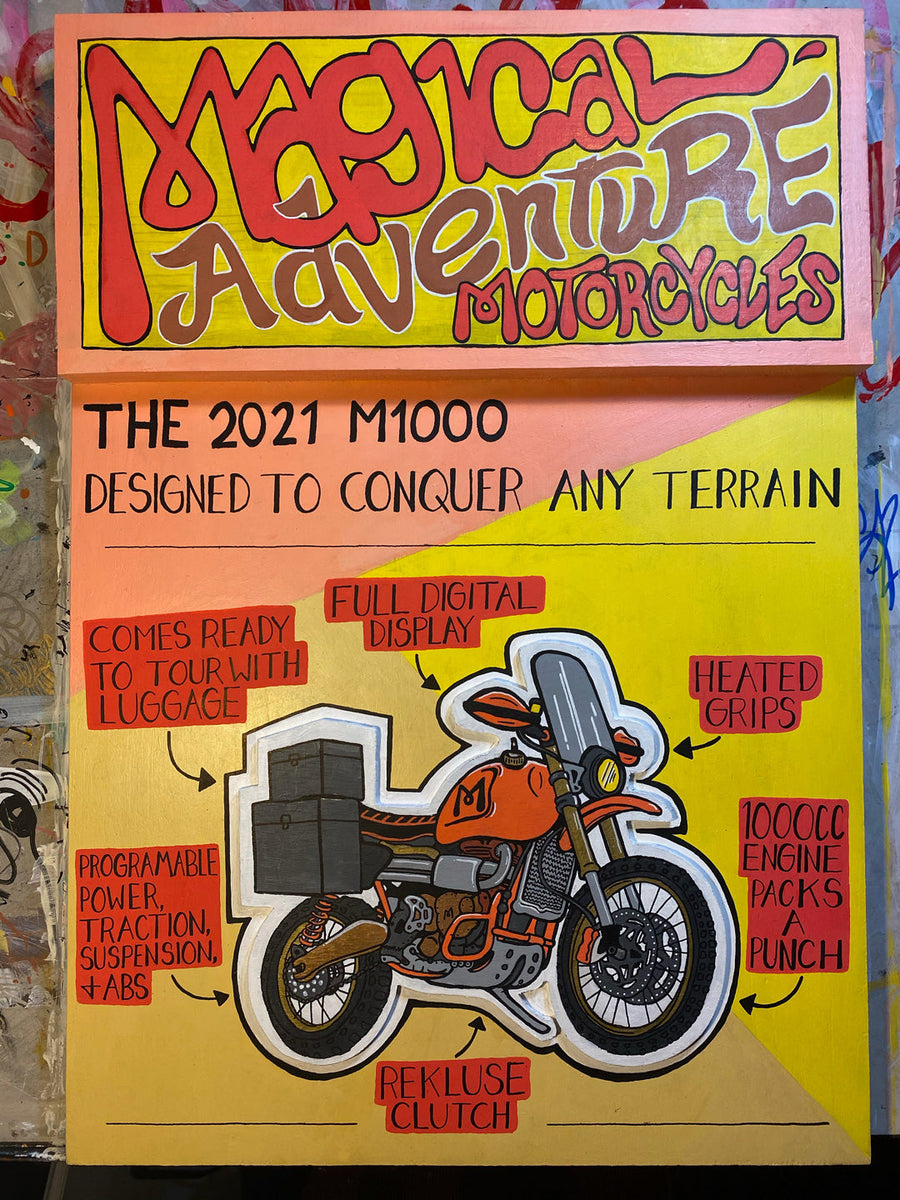 Magical
Adventure
MOTORCYCLES
THE 2021 M1000
DESIGNED TO CONQUER ANY TERRAIN
FULL DIGITAL
DISPLAY
COMES READY
TO TOUR WITH
LUGGAGE
HEATED
GRIPS
M
1000CC
ENGINE
PACKS
A
PUNCH
PROGRAMABLE
POWER,
TRACTION,
SUSPENSION,
+ABS
M
REKLUSE
CLUTCH